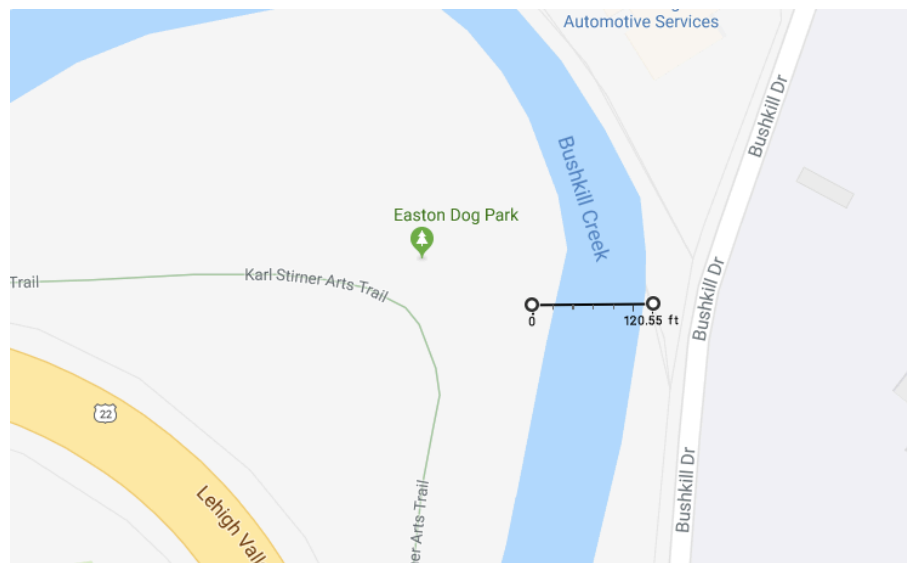 Automotive Services
Bushkill Dr
Bushkill Creek
Easton Dog Park
Trail
Karl Stirner Arts Trail
Bushkill Dr
0
120.55 ft
22
Lehigh Vall
ner Arts Trail
Bushkill Dr